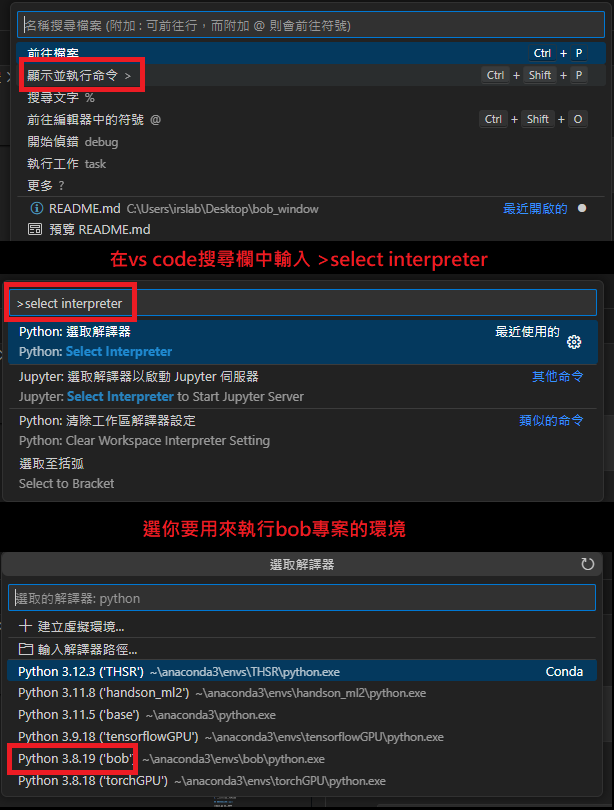 名稱搜尋檔案 (附加 : 可前往行，而附加 @ 則會前往符號)
前往檔案 Ctrl + P
顯示並執行命令 > Ctrl + Shift + P
搜尋文字 %
前往編輯器中的符號 @ Ctrl + Shift + O
開始偵錯 debug
執行工作 task
更多 ?
README.md C:\Users\irslab\Desktop\bob_window 最近開啟的
預覽 README.md
在vs code搜尋欄中輸入 >select interpreter
>select interpreter
Python: 選取解譯器 最近使用的
Python: Select Interpreter
Jupyter: 選取解譯器以啟動 Jupyter 伺服器 其他命令
Jupyter: Select Interpreter to Start Jupyter Server
Python: 清除工作區解譯器設定 類似的命令
Python: Clear Workspace Interpreter Setting
選取至括弧
Select to Bracket
選你要用來執行bob專案的環境
選取解譯器
選取的解譯器: python
建立虛擬環境...
輸入解譯器路徑...
Python 3.12.3 ('THSR') ~\anaconda3\envs\THSR\python.exe Conda
Python 3.11.8 ('handson_ml2') ~\anaconda3\envs\handson_ml2\python.exe
Python 3.11.5 ('base') ~\anaconda3\python.exe
Python 3.9.18 ('tensorflowGPU') ~\anaconda3\envs\tensorflowGPU\python.exe
Python 3.8.19 ('bob') ~\anaconda3\envs\bob\python.exe
Python 3.8.18 ('torchGPU') ~\anaconda3\envs\torchGPU\python.exe